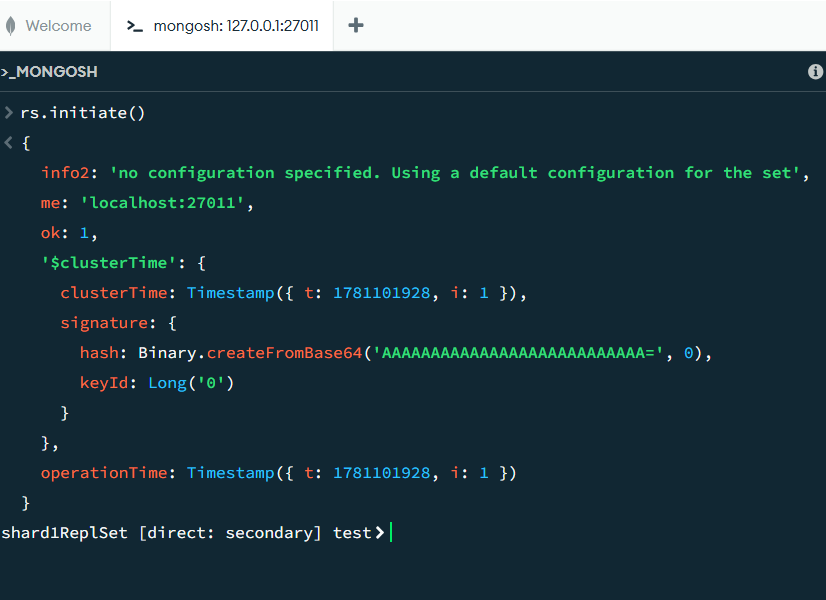 Welcome
>_ mongosh: 127.0.0.1:27011 +
>_MONGOSH
> rs.initiate()
< {
    info2: 'no configuration specified. Using a default configuration for the set',
    me: 'localhost:27011',
    ok: 1,
    '$clusterTime': {
      clusterTime: Timestamp({ t: 1781101928, i: 1 }),
      signature: {
        hash: Binary.createFromBase64('AAAAAAAAAAAAAAAAAAAAAAAAAAA=', 0),
        keyId: Long('0')
      }
    },
    operationTime: Timestamp({ t: 1781101928, i: 1 })
  }
shard1ReplSet [direct: secondary] test>